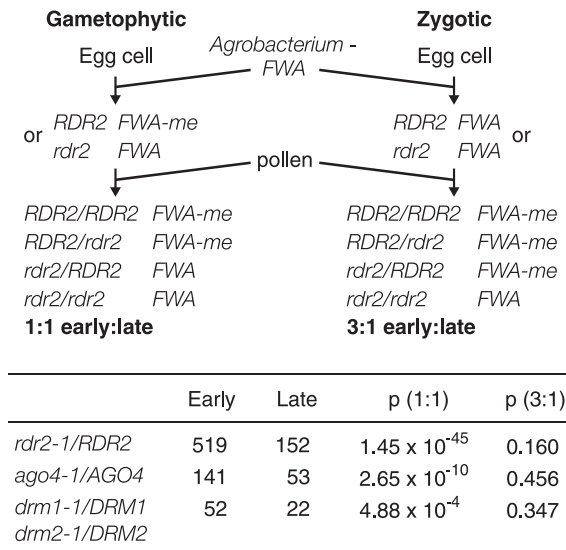 Gametophytic Zygotic
Egg cell Agrobacterium - FWA Egg cell
or RDR2 FWA-me RDR2 FWA or
rdr2 FWA rdr2 FWA
pollen
RDR2/RDR2 FWA-me RDR2/RDR2 FWA-me
RDR2/rdr2 FWA-me RDR2/rdr2 FWA-me
rdr2/RDR2 FWA rdr2/RDR2 FWA-me
rdr2/rdr2 FWA rdr2/rdr2 FWA
1:1 early:late 3:1 early:late
Early Late p (1:1) p (3:1)
rdr2-1/RDR2 519 152 1.45 x 10-45 0.160
ago4-1/AGO4 141 53 2.65 x 10-10 0.456
drm1-1/DRM1 52 22 4.88 x 10-4 0.347
drm2-1/DRM2